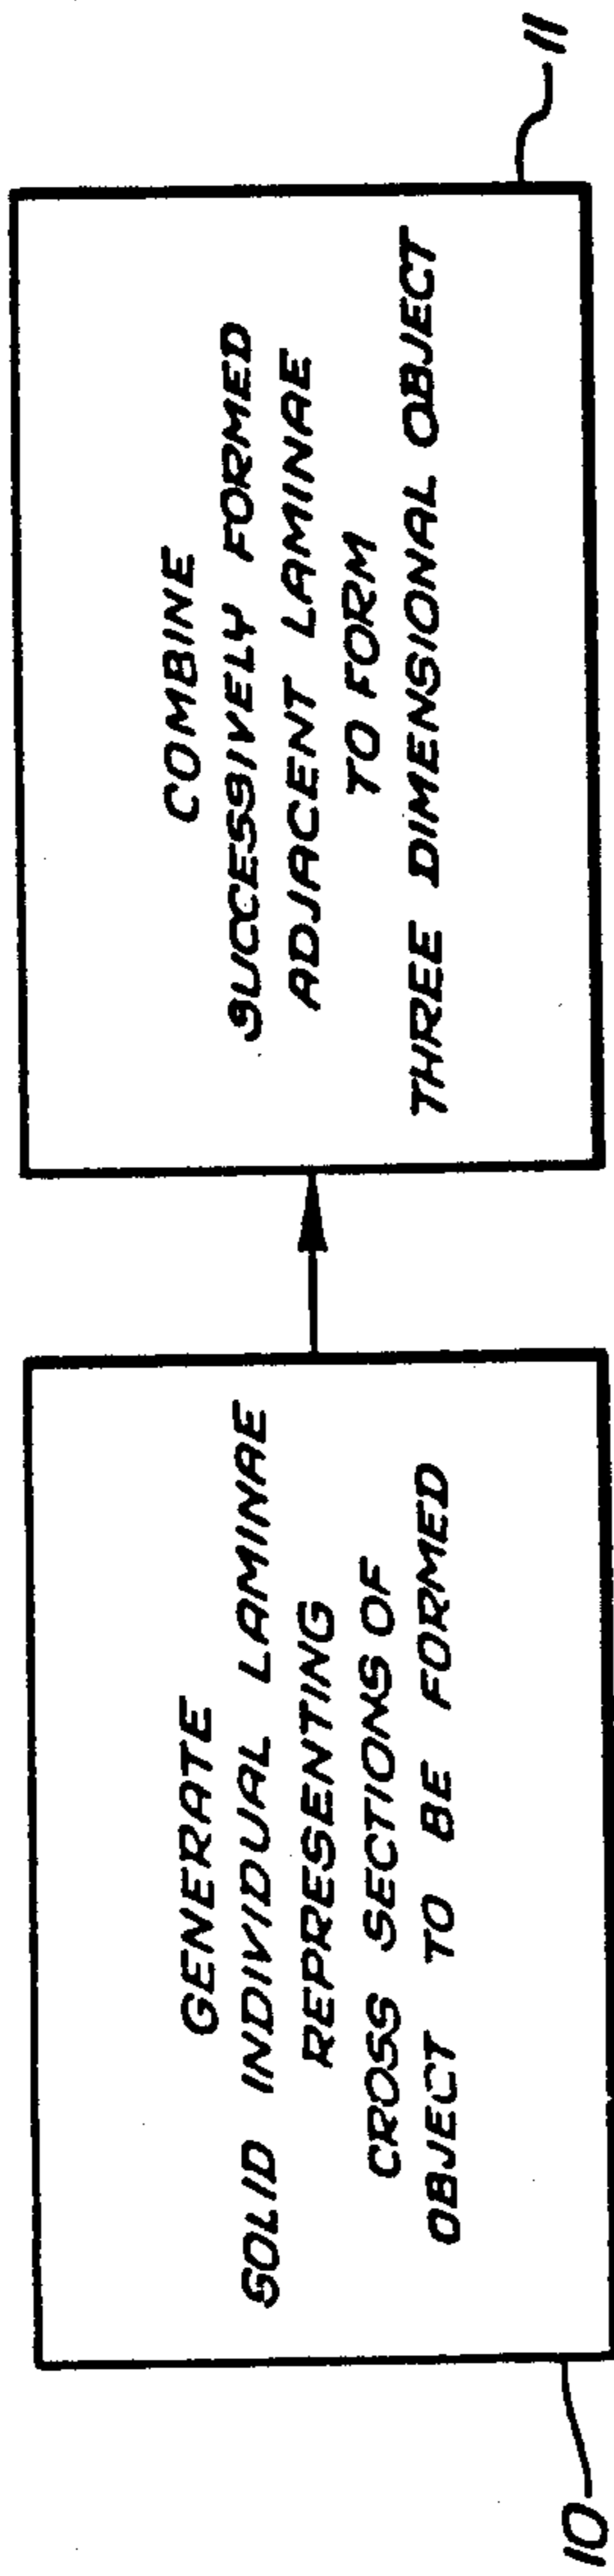 GENERATE
SOLID INDIVIDUAL LAMINAE
REPRESENTING
CROSS SECTIONS OF
OBJECT TO BE FORMED
10
COMBINE
SUCCESSIVELY FORMED
ADJACENT LAMINAE
TO FORM
THREE DIMENSIONAL OBJECT
11